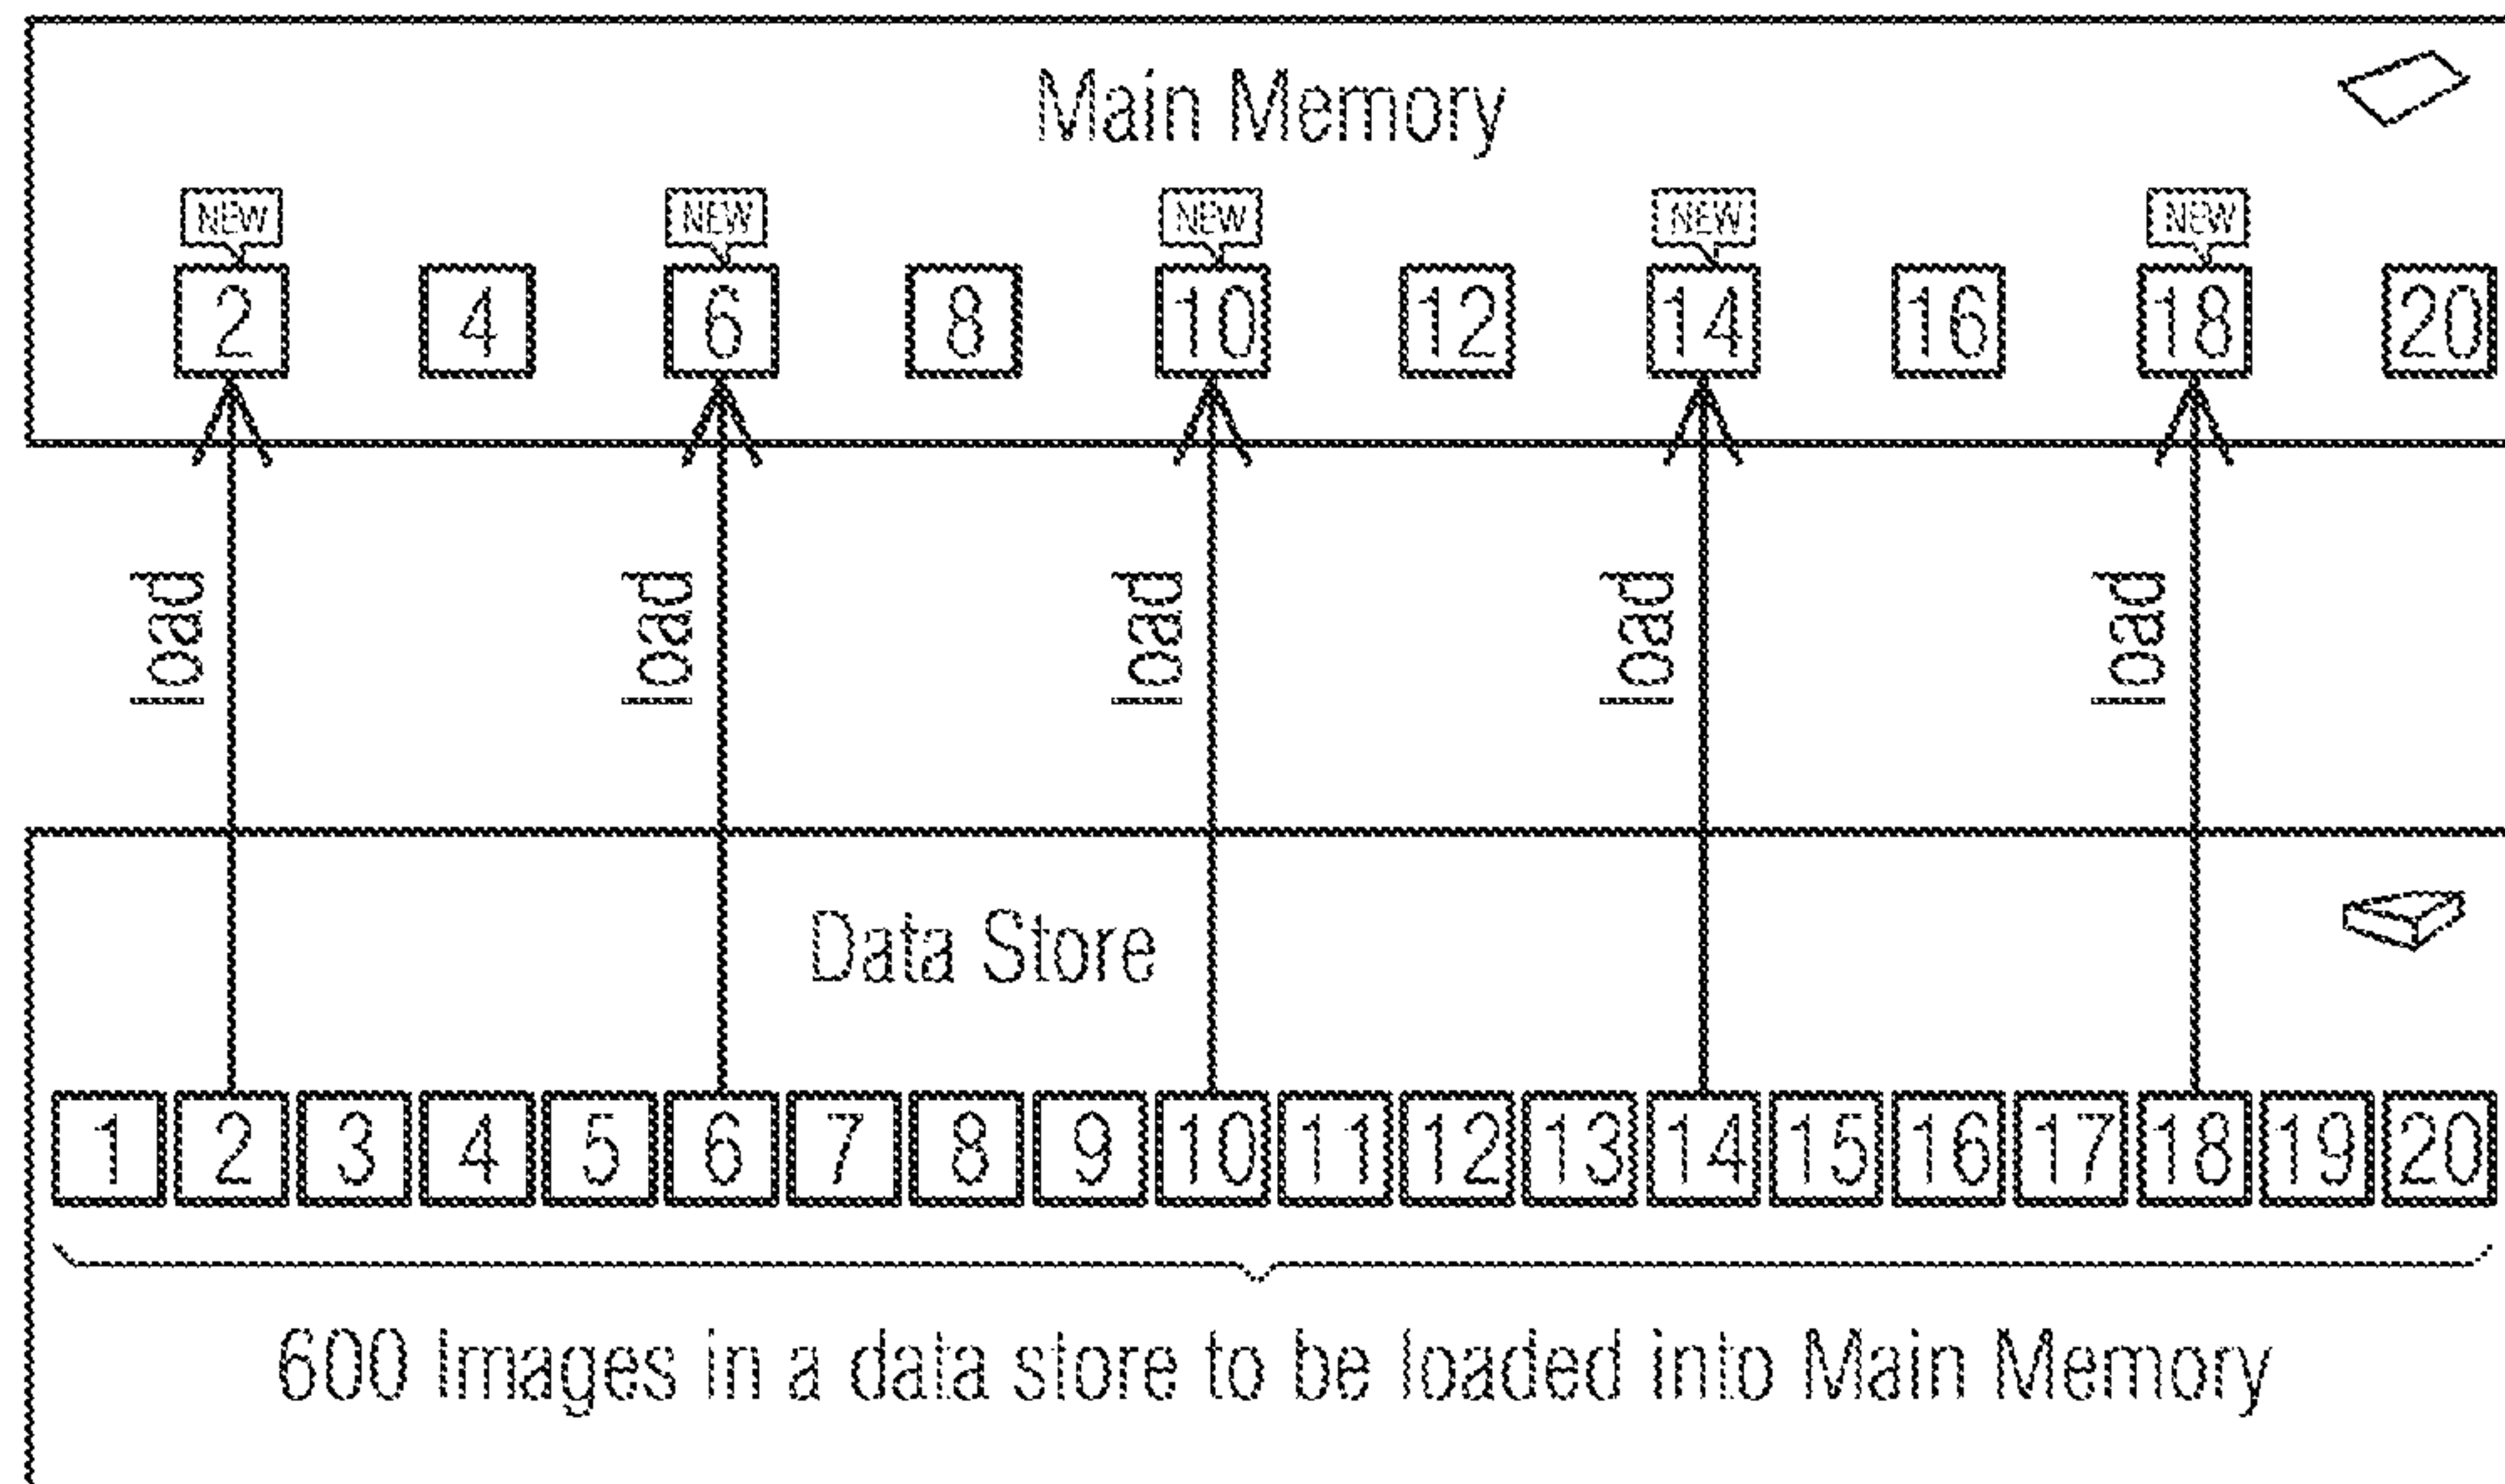 Main Memory
NEW NEW NEW NEW NEW
2 4 6 8 10 12 14 16 18 20
load load load load load
Data Store
1 2 3 4 5 6 7 8 9 10 11 12 13 14 15 16 17 18 19 20
600 Images in a data store to be loaded into Main Memory